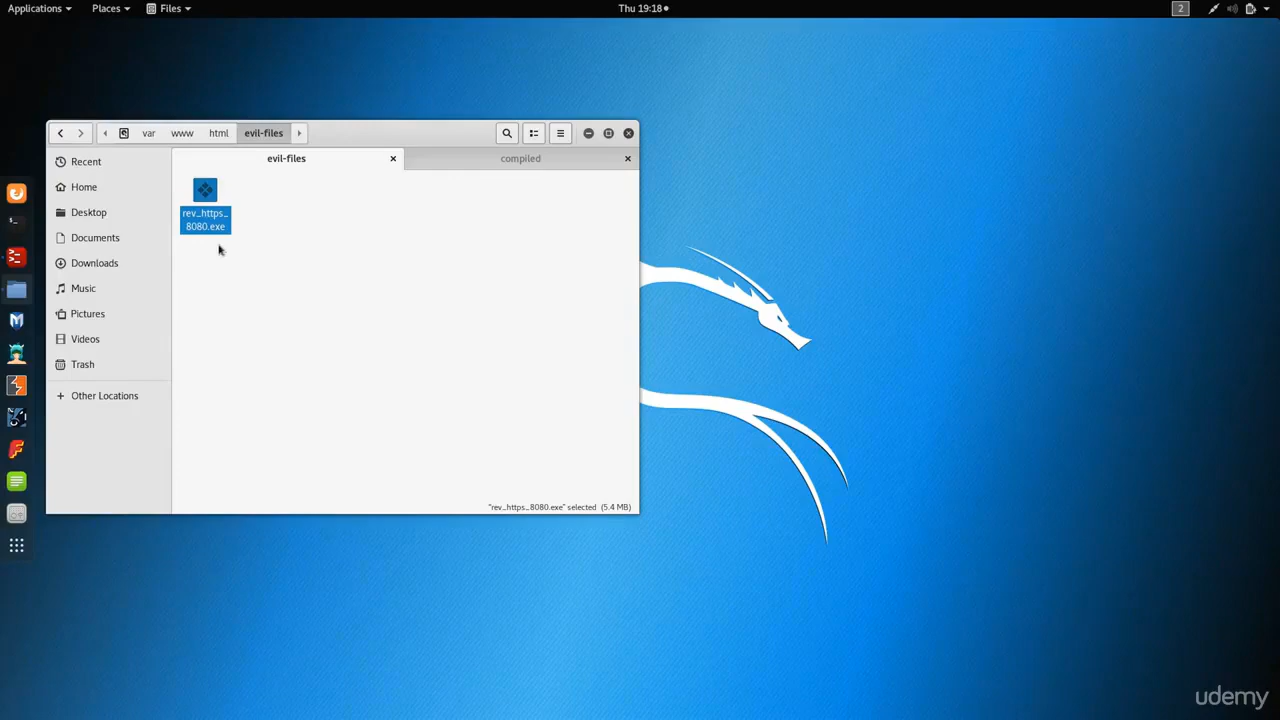 Applications Places Files Thu 19:18 2
var www html evil-files
evil-files compiled
Recent
Home
Desktop
Documents
Downloads
Music
Pictures
Videos
Trash
Other Locations
rev_https_
8080.exe
"rev_https_8080.exe" selected (5.4 MB)
udemy